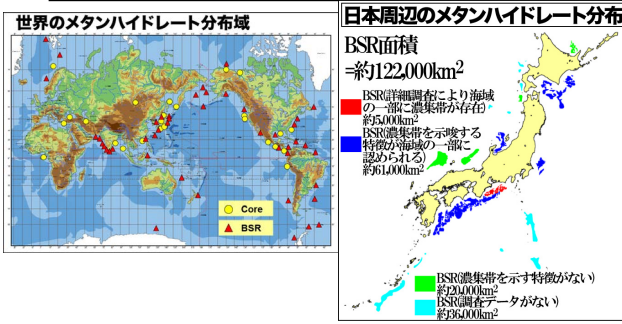 世界のメタンハイドレート分布域
Core
BSR
日本周辺のメタンハイドレート分布
BSR面積
=約122,000km2
BSR(詳細調査により海域
の一部に濃集帯が存在)
約5,000km2
BSR(濃集帯を示唆する
特徴が海域の一部に
認められる)
約61,000km2
BSR(濃集帯を示す特徴がない)
約20,000km2
BSR(調査データがない)
約36,000km2